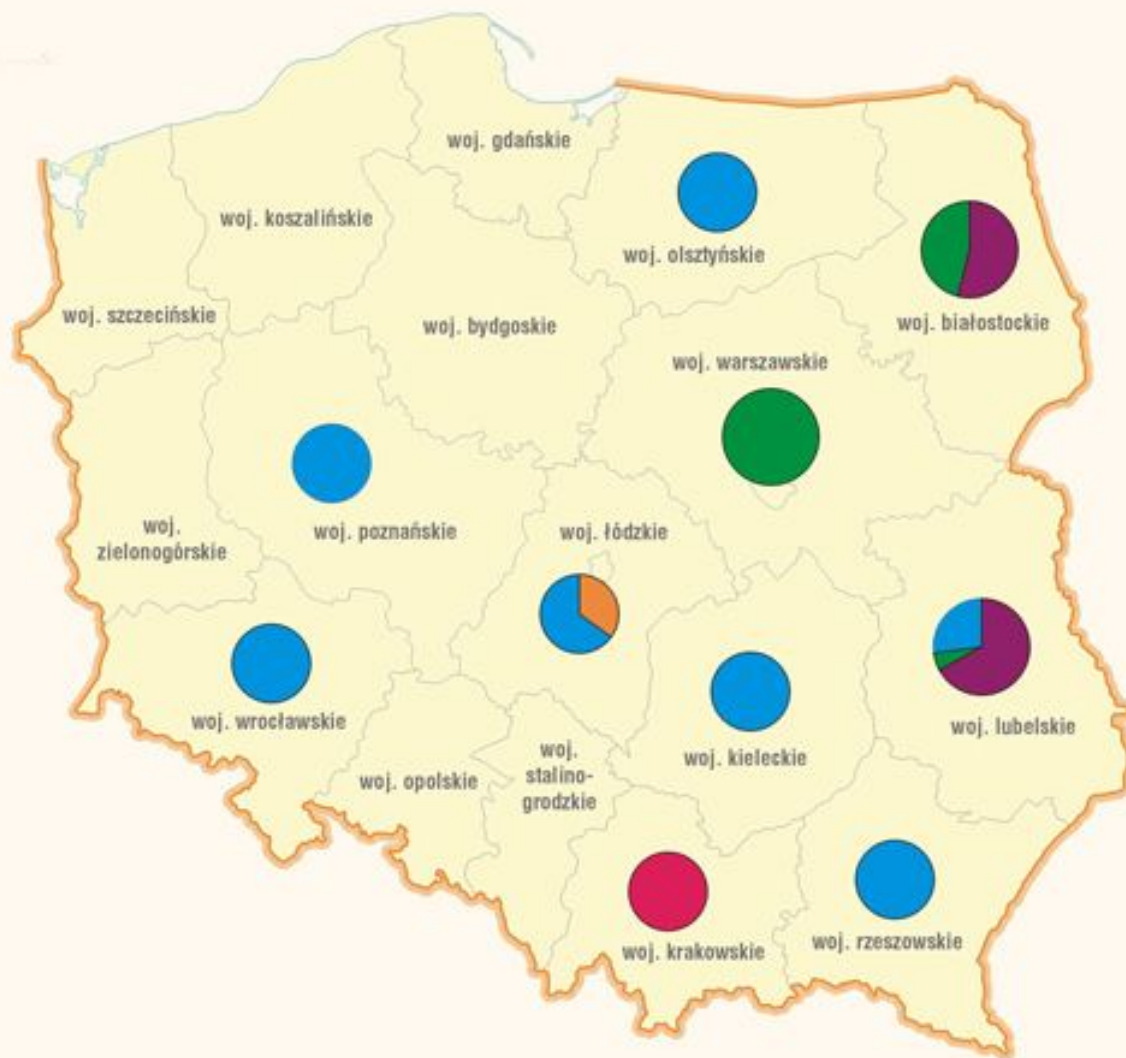 woj. gdańskie
woj. koszalińskie
woj. olsztyńskie
woj. szczecińskie
woj. bydgoskie
woj. białostockie
woj. warszawskie
woj.
zielonogórskie
woj. poznańskie
woj. łódzkie
woj. wrocławskie
woj. lubelskie
woj. opolskie
woj.
stalino-
grodzkie
woj. kieleckie
woj. krakowskie
woj. rzeszowskie